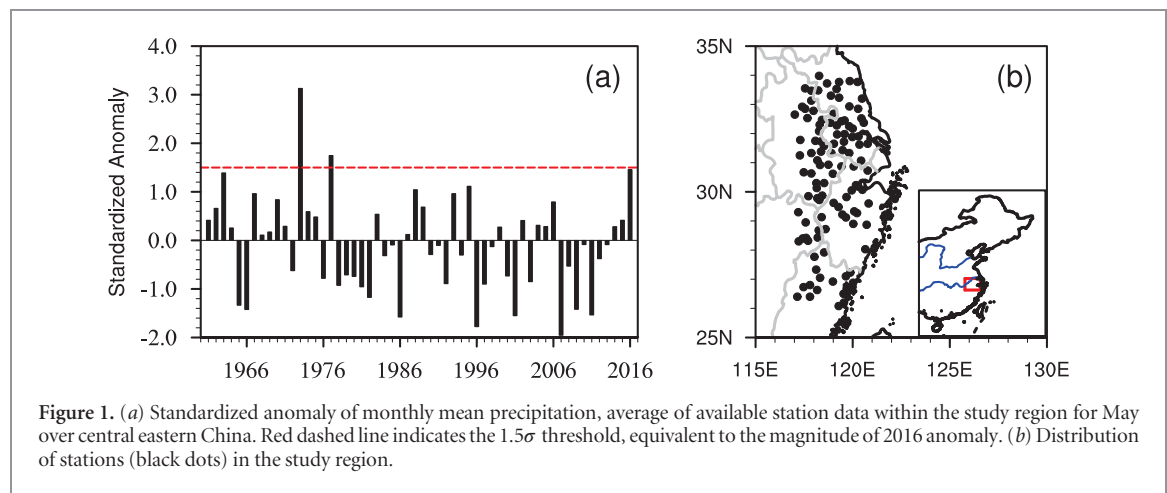 4.0
3.0
2.0
1.0
0.0
-1.0
-2.0
Standardized Anomaly
(a)
1966 1976 1986 1996 2006 2016
35N
30N
25N
(b)
115E 120E 125E 130E
Figure 1. (a) Standardized anomaly of monthly mean precipitation, average of available station data within the study region for May
over central eastern China. Red dashed line indicates the 1.5σ threshold, equivalent to the magnitude of 2016 anomaly. (b) Distribution
of stations (black dots) in the study region.